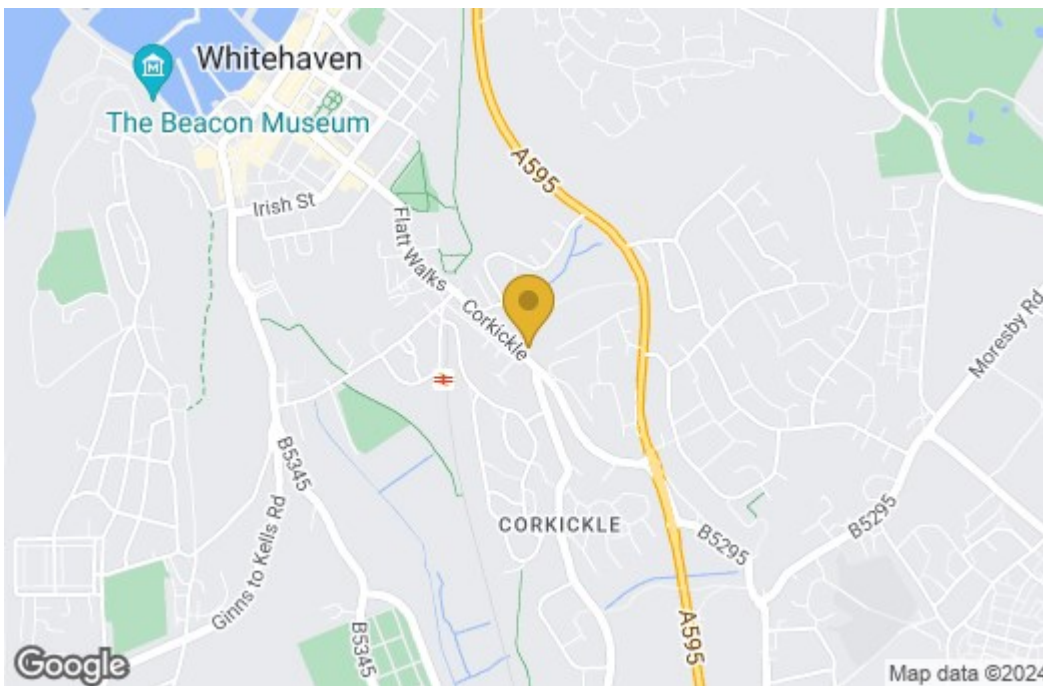 Whitehaven
M
The Beacon Museum
A595
Irish St
Flatt Walks
Corkickle
Moresby Rd
B5345
CORKICKLE
B5295
B5295
Ginns to Kells Rd
B5345
A595
Google
Map data ©2024